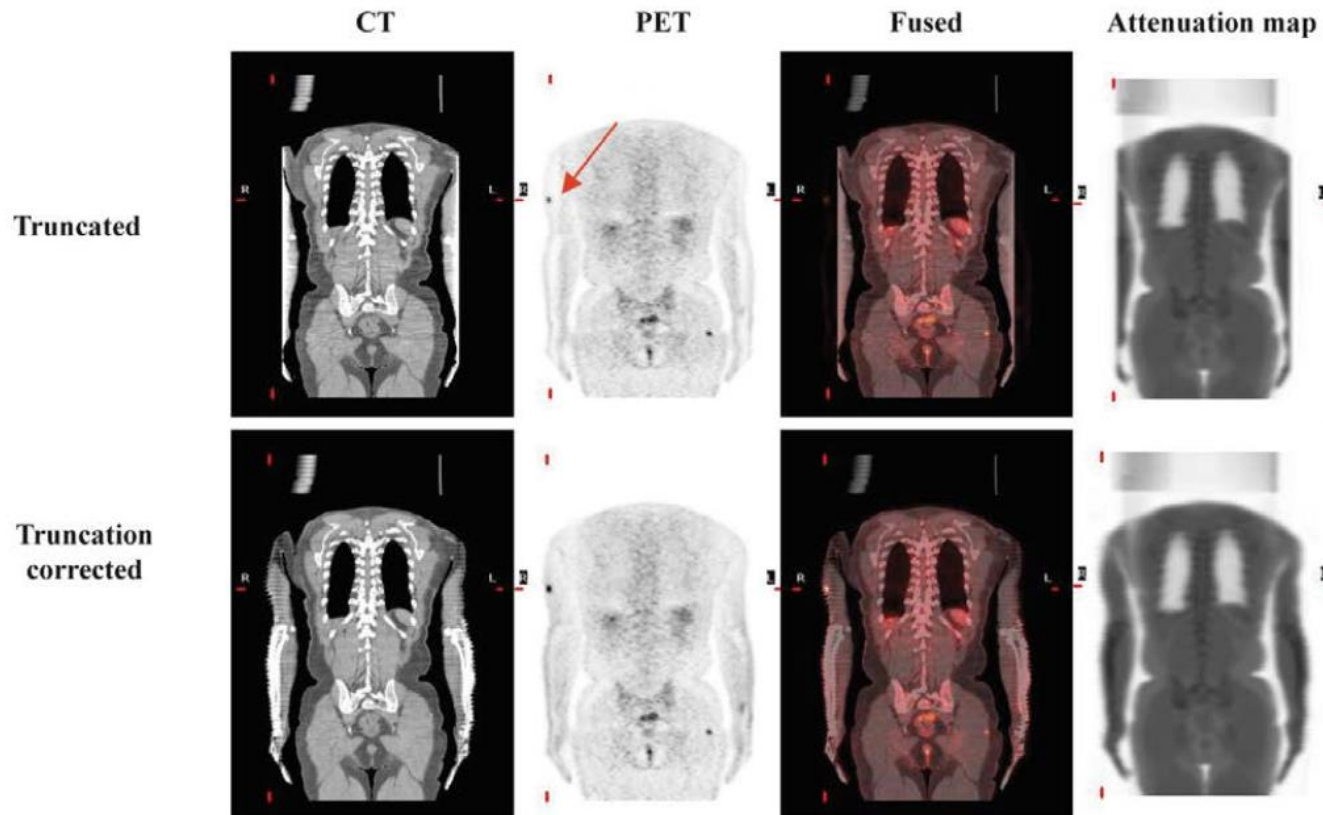 CT PET Fused Attenuation map
Truncated
R L
R L
Truncation
corrected
R L
R L